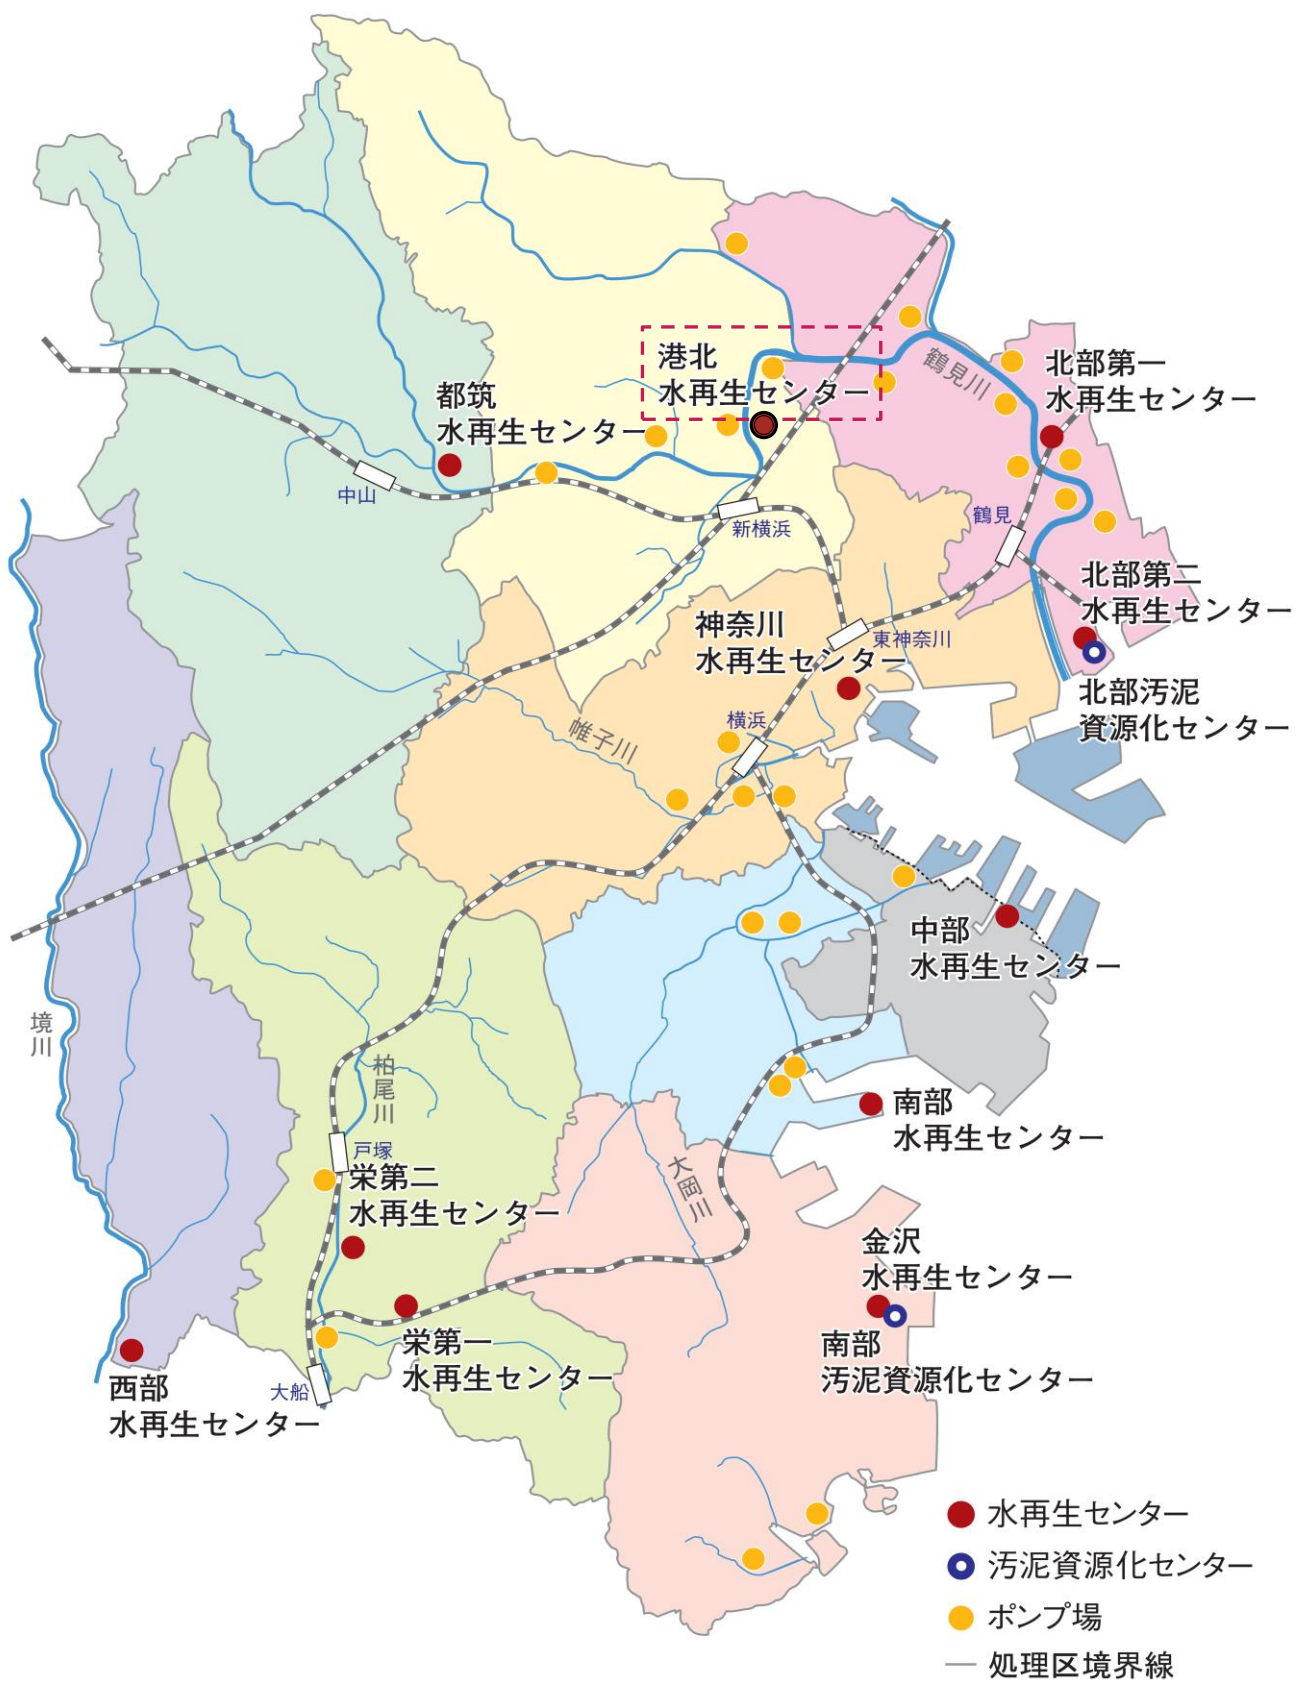 港北
水再生センター
鶴見川
北部第一
水再生センター
都筑
水再生センター
中山
新横浜
鶴見
北部第二
水再生センター
神奈川
水再生センター
東神奈川
北部汚泥
資源化センター
横浜
帷子川
中部
水再生センター
境川
柏尾川
南部
水再生センター
戸塚
栄第二
水再生センター
大岡川
金沢
水再生センター
南部
汚泥資源化センター
栄第一
水再生センター
大船
西部
水再生センター
水再生センター
汚泥資源化センター
ポンプ場
処理区境界線